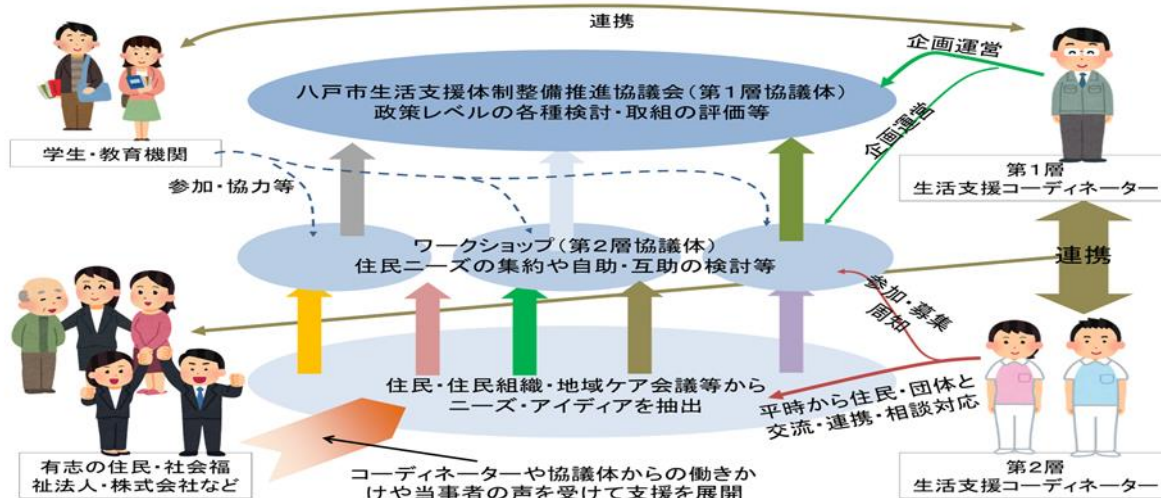 連携
企画運営
八戸市生活支援体制整備推進協議会(第1層協議体)
政策レベルの各種検討・取組の評価等
企画運営
学生・教育機関
参加・協力等
第1層
生活支援コーディネーター
ワークショップ(第2層協議体)
住民ニーズの集約や自助・互助の検討等
連携
参加・募集
周知
住民・住民組織・地域ケア会議等から
ニーズ・アイディアを抽出
平時から住民・団体と
交流・連携・相談対応
有志の住民・社会福
祉法人・株式会社など
コーディネーターや協議体からの働きか
けや当事者の声を受けて支援を展開
第2層
生活支援コーディネーター